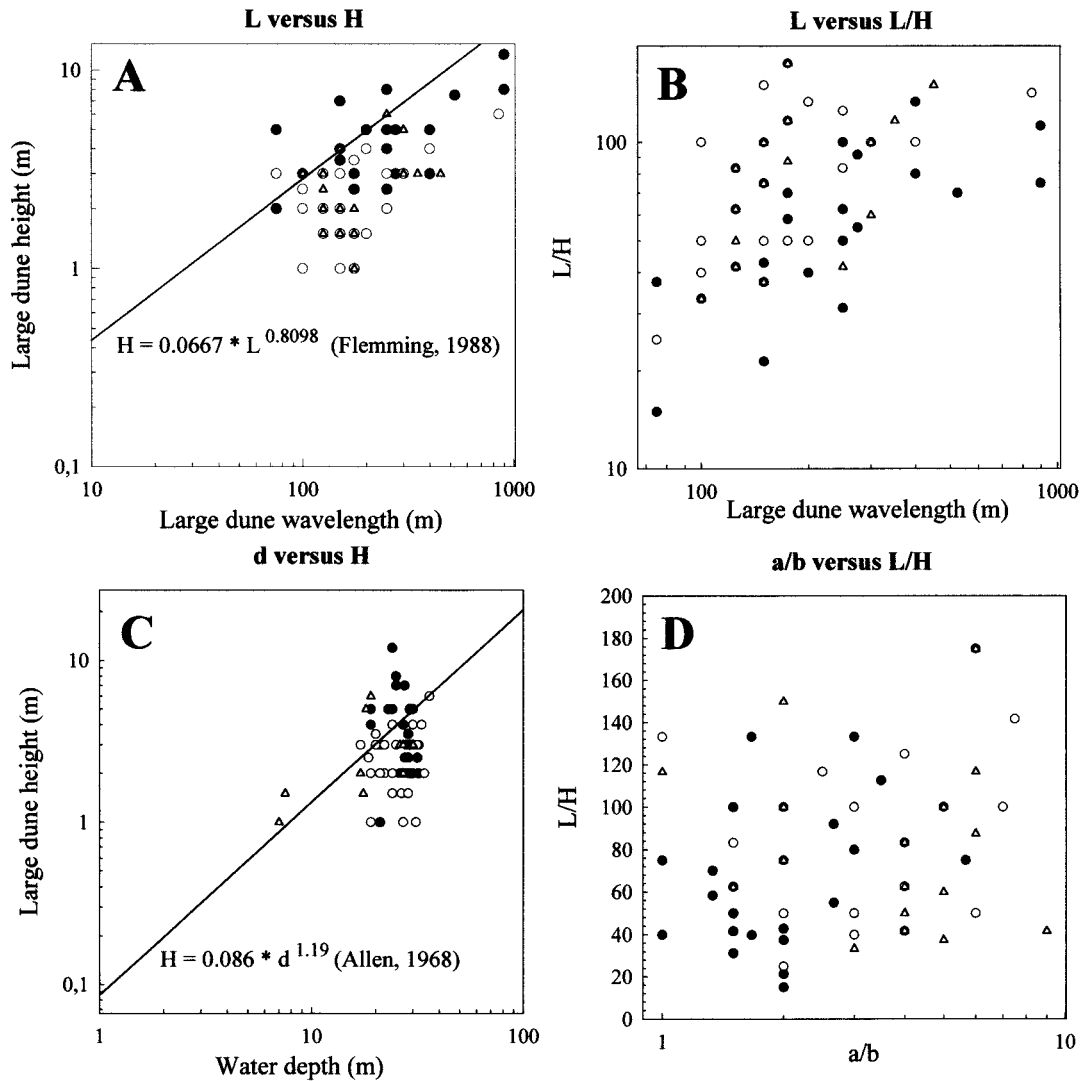 L versus H
A
10
1
0,1
10
100
1000
Large dune height (m)
Large dune wavelength (m)
H = 0.0667 * L 0.8098 (Flemming, 1988)
L versus L/H
B
100
10
100
1000
L/H
Large dune wavelength (m)
d versus H
C
10
1
0,1
1
10
100
Large dune height (m)
Water depth (m)
H = 0.086 * d 1.19 (Allen, 1968)
a/b versus L/H
D
200
180
160
140
120
100
80
60
40
20
0
1
10
L/H
a/b